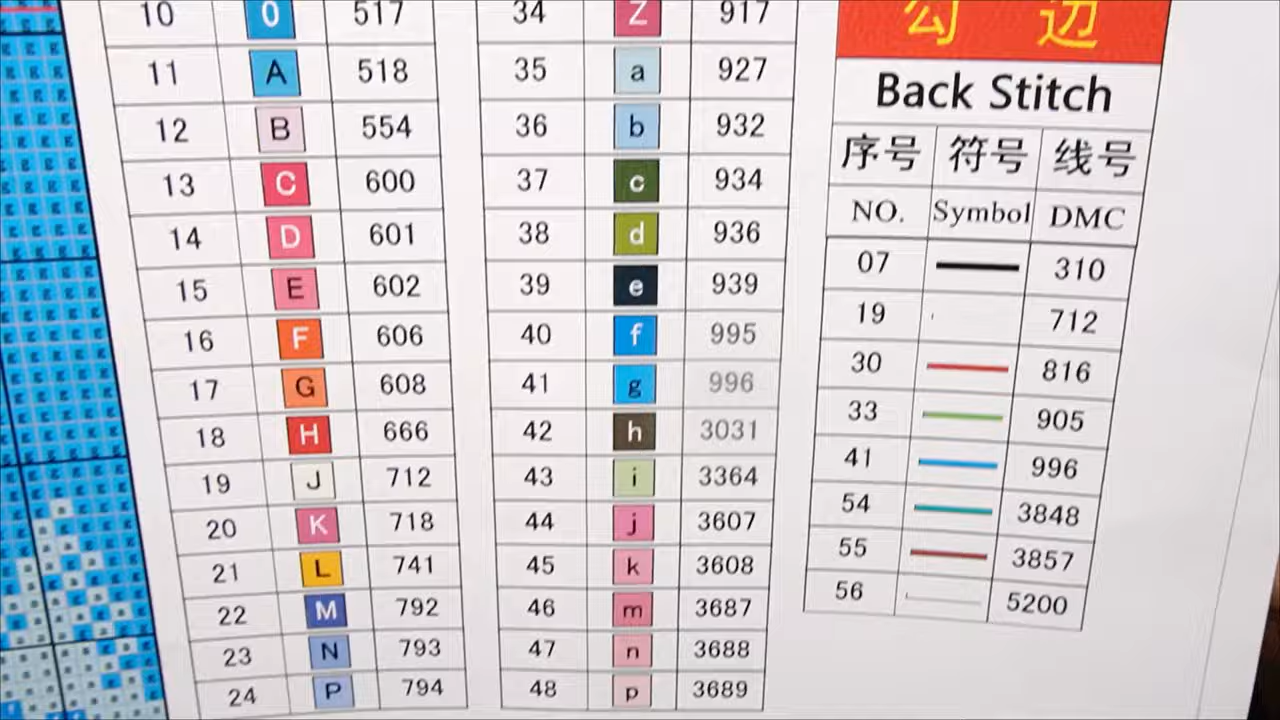 10 0 517
11 A 518
12 B 554
13 C 600
14 D 601
15 E 602
16 F 606
17 G 608
18 H 666
19 J 712
20 K 718
21 L 741
22 M 792
23 N 793
24 P 794
34 Z 917
35 a 927
36 b 932
37 c 934
38 d 936
39 e 939
40 f 995
41 g 996
42 h 3031
43 i 3364
44 j 3607
45 k 3608
46 m 3687
47 n 3688
48 p 3689
勾 边
Back Stitch
序号 符号 线号
NO. Symbol DMC
07 310
19 712
30 816
33 905
41 996
54 3848
55 3857
56 5200